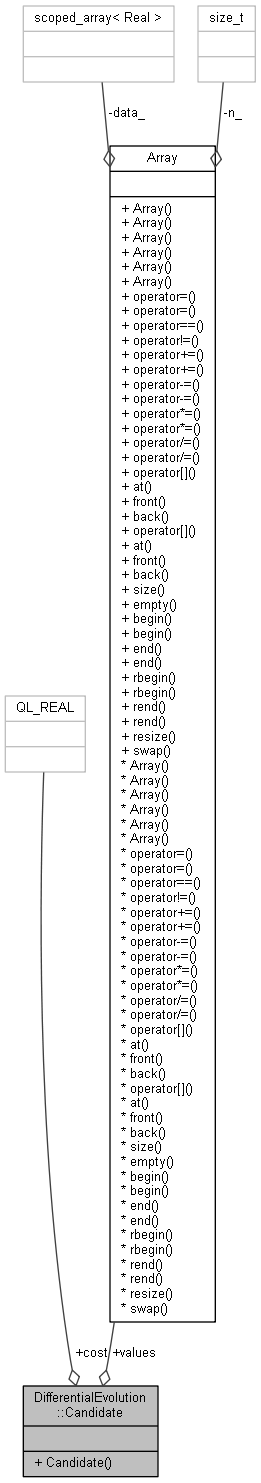 scoped_array< Real >
size_t
-data_
-n_
Array
+ Array()
+ Array()
+ Array()
+ Array()
+ Array()
+ Array()
+ operator=()
+ operator=()
+ operator==()
+ operator!=()
+ operator+=()
+ operator+=()
+ operator-=()
+ operator-=()
+ operator*=()
+ operator*=()
+ operator/=()
+ operator/=()
+ operator[]()
+ at()
+ front()
+ back()
+ operator[]()
+ at()
+ front()
+ back()
+ size()
+ empty()
+ begin()
+ begin()
+ end()
+ end()
+ rbegin()
+ rbegin()
+ rend()
+ rend()
+ resize()
+ swap()
* Array()
* Array()
* Array()
* Array()
* Array()
* Array()
* operator=()
* operator=()
* operator==()
* operator!=()
* operator+=()
* operator+=()
* operator-=()
* operator-=()
* operator*=()
* operator*=()
* operator/=()
* operator/=()
* operator[]()
* at()
* front()
* back()
* operator[]()
* at()
* front()
* back()
* size()
* empty()
* begin()
* begin()
* end()
* end()
* rbegin()
* rbegin()
* rend()
* rend()
* resize()
* swap()
QL_REAL
+cost
+values
DifferentialEvolution
::Candidate
+ Candidate()